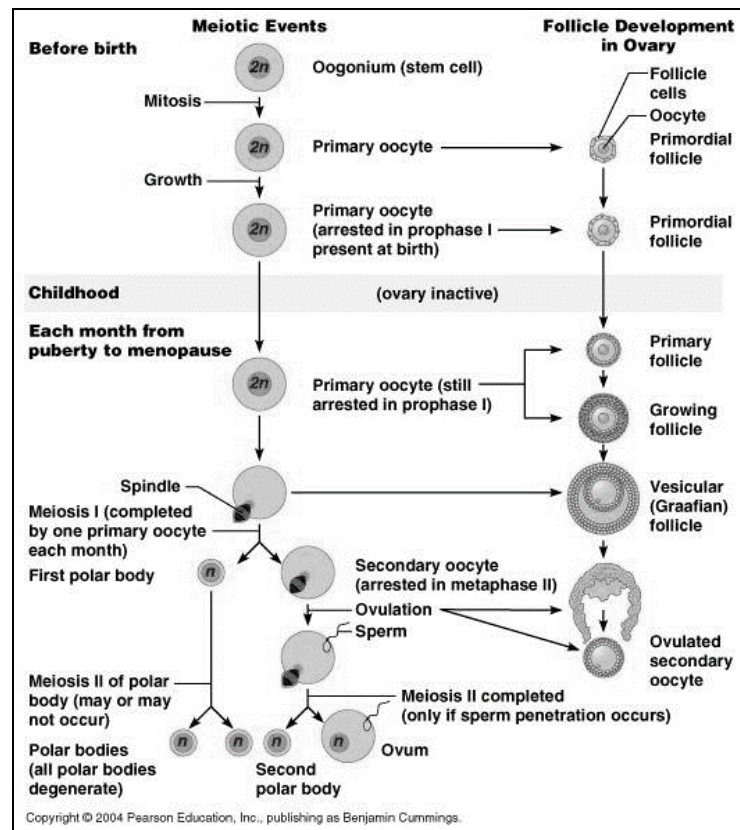 Meiotic Events
Follicle Development
in Ovary
Before birth
2n
Oogonium (stem cell)
Follicle
cells
Mitosis
Oocyte
2n
Primary oocyte
Primordial
follicle
Growth
2n
Primary oocyte
(arrested in prophase I
present at birth)
Primordial
follicle
Childhood
(ovary inactive)
Each month from
puberty to menopause
Primary
follicle
2n
Primary oocyte (still
arrested in prophase I)
Growing
follicle
Spindle
Vesicular
(Graafian)
follicle
Meiosis I (completed
by one primary oocyte
each month)
First polar body
n
Secondary oocyte
(arrested in metaphase II)
Ovulation
Sperm
Ovulated
secondary
oocyte
Meiosis II of polar
body (may or may
not occur)
Meiosis II completed
(only if sperm penetration occurs)
n
n
n
n
Polar bodies
(all polar bodies
degenerate)
Second
polar body
Ovum
Copyright © 2004 Pearson Education, Inc., publishing as Benjamin Cummings.